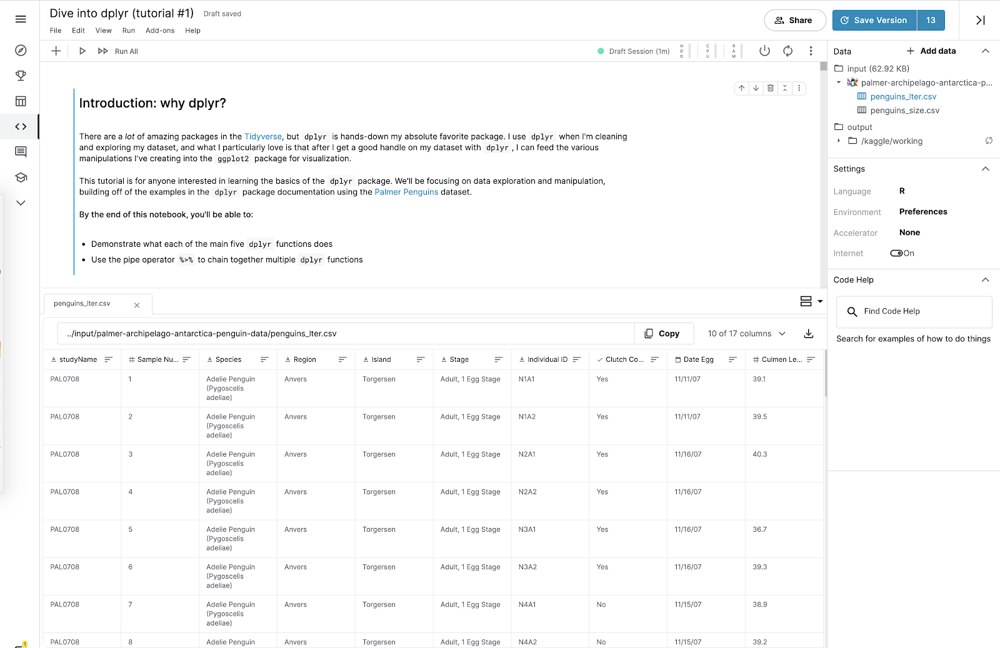 Dive into dplyr (tutorial #1) Draft saved
File Edit View Run Add-ons Help
Share
Save Version 13
Run All
Draft Session (1m) HDD CPU RAM
Introduction: why dplyr?
There are a lot of amazing packages in the Tidyverse, but dplyr is hands-down my absolute favorite package. I use dplyr when I'm cleaning
and exploring my dataset, and what I particularly love is that after I get a good handle on my dataset with dplyr , I can feed the various
manipulations I've creating into the ggplot2 package for visualization.
This tutorial is for anyone interested in learning the basics of the dplyr package. We'll be focusing on data exploration and manipulation,
building off of the examples in the dplyr package documentation using the Palmer Penguins dataset.
By the end of this notebook, you'll be able to:
• Demonstrate what each of the main five dplyr functions does
• Use the pipe operator %>% to chain together multiple dplyr functions
Data
Add data
input (62.92 KB)
palmer-archipelago-antarctica-p...
penguins_lter.csv
penguins_size.csv
output
/kaggle/working
Settings
Language R
Environment Preferences
Accelerator None
Internet On
Code Help
Find Code Help
Search for examples of how to do things
penguins_lter.csv
../input/palmer-archipelago-antarctica-penguin-data/penguins_lter.csv
Copy
10 of 17 columns
studyName # Sample Nu... Species Region Island Stage Individual ID Clutch Co... Date Egg # Culmen Le...
PAL0708 1 Adelie Penguin Anvers Torgersen Adult, 1 Egg Stage N1A1 Yes 11/11/07 39.1
(Pygoscelis
adeliae)
PAL0708 2 Adelie Penguin Anvers Torgersen Adult, 1 Egg Stage N1A2 Yes 11/11/07 39.5
(Pygoscelis
adeliae)
PAL0708 3 Adelie Penguin Anvers Torgersen Adult, 1 Egg Stage N2A1 Yes 11/16/07 40.3
(Pygoscelis
adeliae)
PAL0708 4 Adelie Penguin Anvers Torgersen Adult, 1 Egg Stage N2A2 Yes 11/16/07
(Pygoscelis
adeliae)
PAL0708 5 Adelie Penguin Anvers Torgersen Adult, 1 Egg Stage N3A1 Yes 11/16/07 36.7
(Pygoscelis
adeliae)
PAL0708 6 Adelie Penguin Anvers Torgersen Adult, 1 Egg Stage N3A2 Yes 11/16/07 39.3
(Pygoscelis
adeliae)
PAL0708 7 Adelie Penguin Anvers Torgersen Adult, 1 Egg Stage N4A1 No 11/15/07 38.9
(Pygoscelis
adeliae)
PAL0708 8 Adelie Penguin Anvers Torgersen Adult, 1 Egg Stage N4A2 No 11/15/07 39.2
1